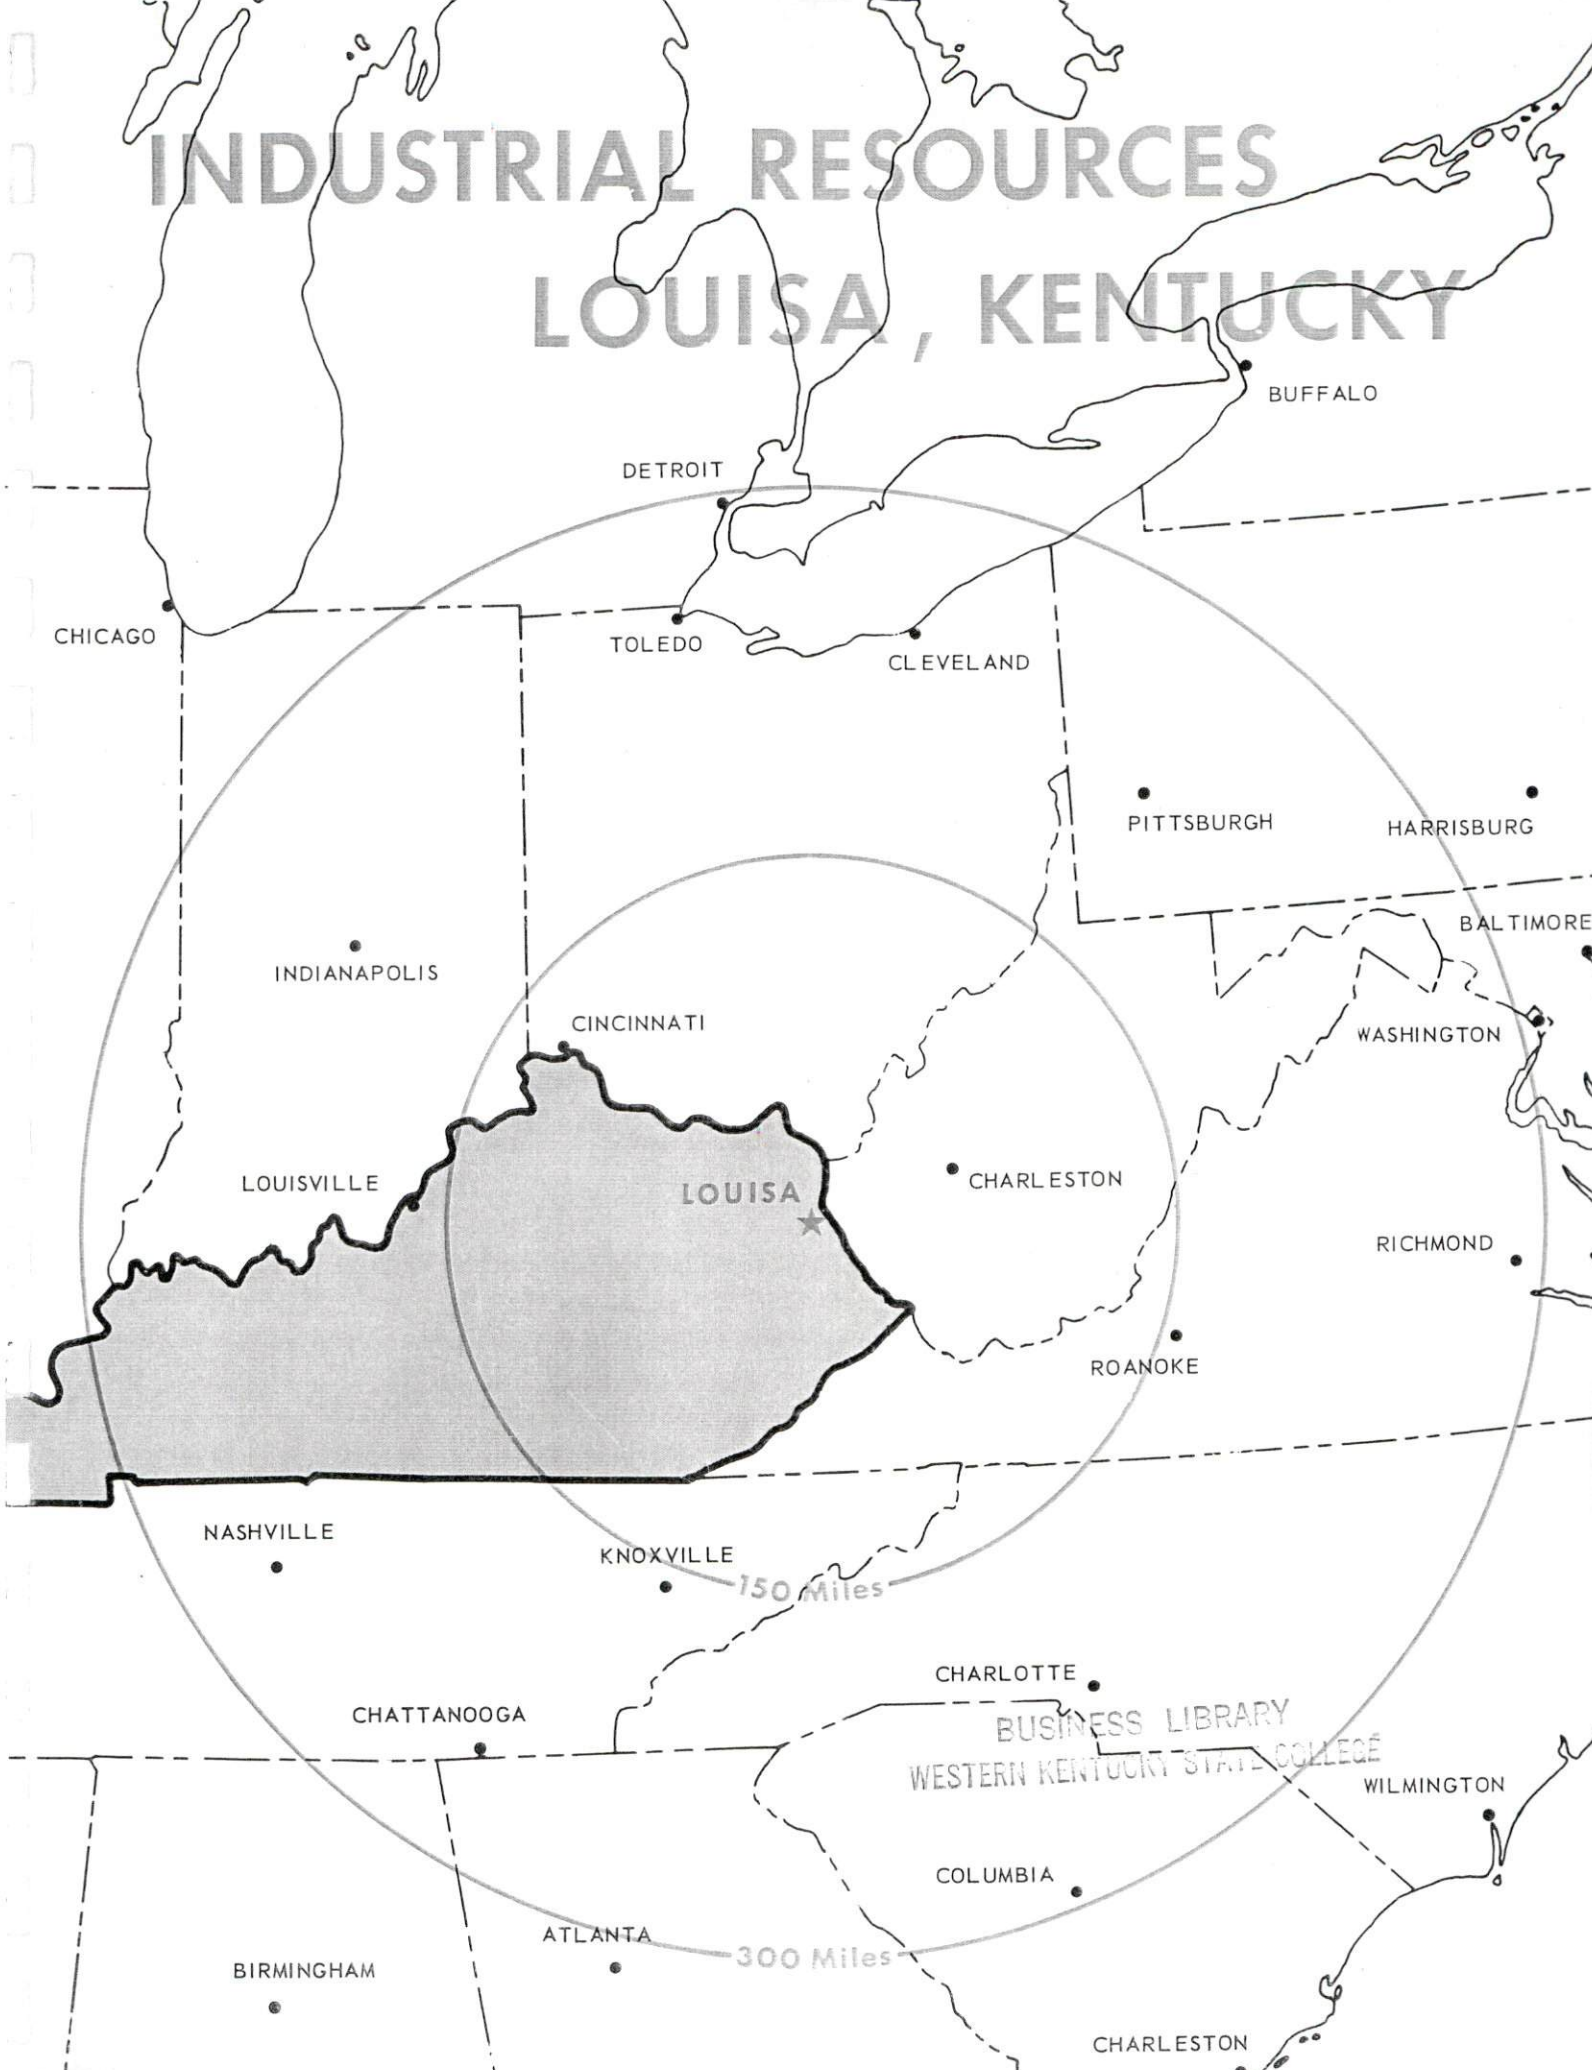 INDUSTRIAL RESOURCES
LOUISA, KENTUCKY
BUFFALO
DETROIT
CHICAGO
TOLEDO
CLEVELAND
PITTSBURGH
HARRISBURG
BALTIMORE
INDIANAPOLIS
CINCINNATI
WASHINGTON
LOUISVILLE
LOUISA
CHARLESTON
RICHMOND
ROANOKE
NASHVILLE
KNOXVILLE
150 Miles
CHARLOTTE
CHATTANOOGA
BUSINESS LIBRARY
WESTERN KENTUCKY STATE COLLEGE
WILMINGTON
COLUMBIA
ATLANTA
300 Miles
BIRMINGHAM
CHARLESTON